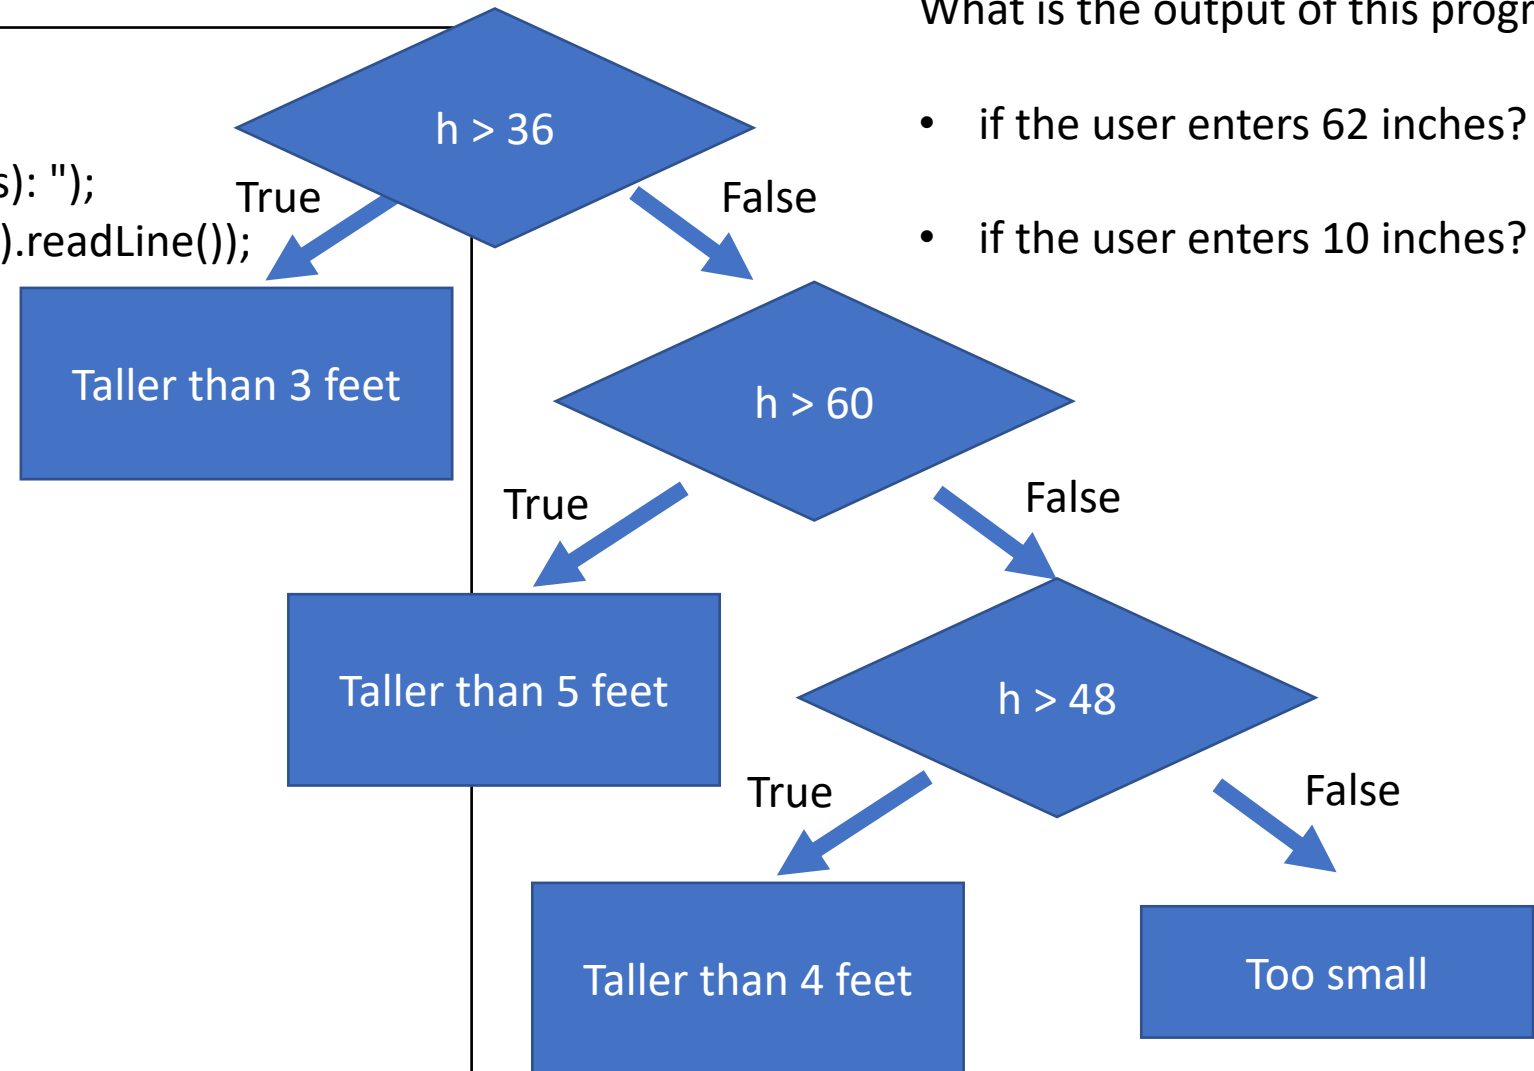 What is the output of this progr
• if the user enters 62 inches?
• if the user enters 10 inches?
s): ");
).readLine());
h > 36
True
False
Taller than 3 feet
h > 60
True
False
Taller than 5 feet
h > 48
True
False
Taller than 4 feet
Too small